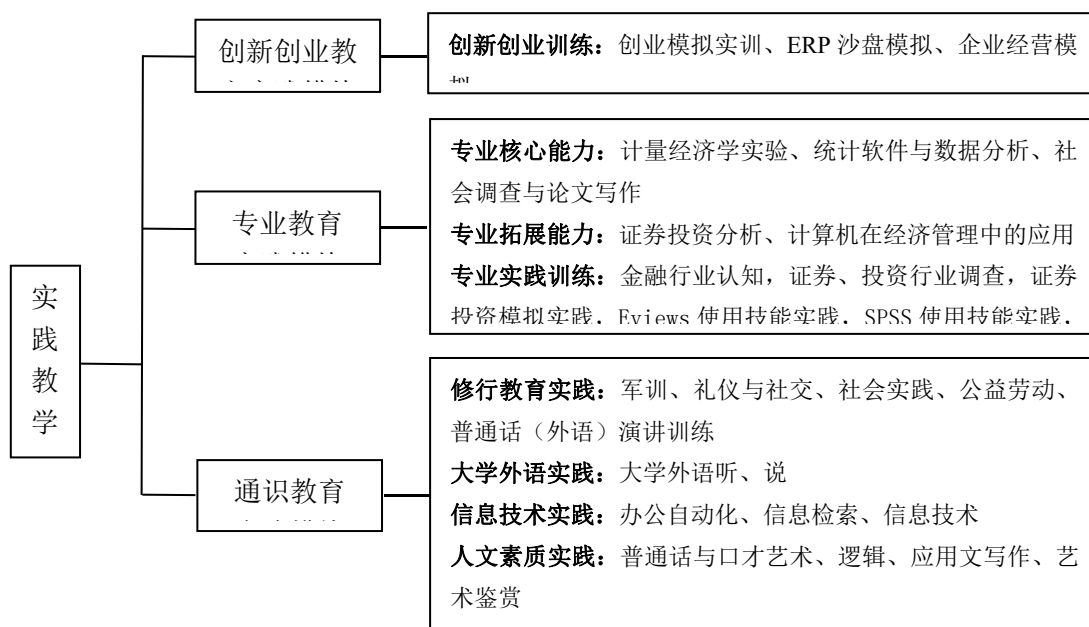 实
践
教
学
创新创业教
创新创业训练：创业模拟实训、ERP 沙盘模拟、企业经营模
专业教育
专业核心能力：计量经济学实验、统计软件与数据分析、社
会调查与论文写作
专业拓展能力：证券投资分析、计算机在经济管理中的应用
专业实践训练：金融行业认知，证券、投资行业调查，证券
投资模拟实践，Eviews 使用技能实践，SPSS 使用技能实践，
通识教育
修行教育实践：军训、礼仪与社交、社会实践、公益劳动、
普通话（外语）演讲训练
大学外语实践：大学外语听、说
信息技术实践：办公自动化、信息检索、信息技术
人文素质实践：普通话与口才艺术、逻辑、应用文写作、艺
术鉴赏